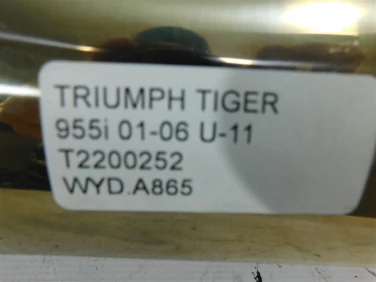 TRIUMPH TIGER
955i 01-06 U-11
T2200252
WYD.A865